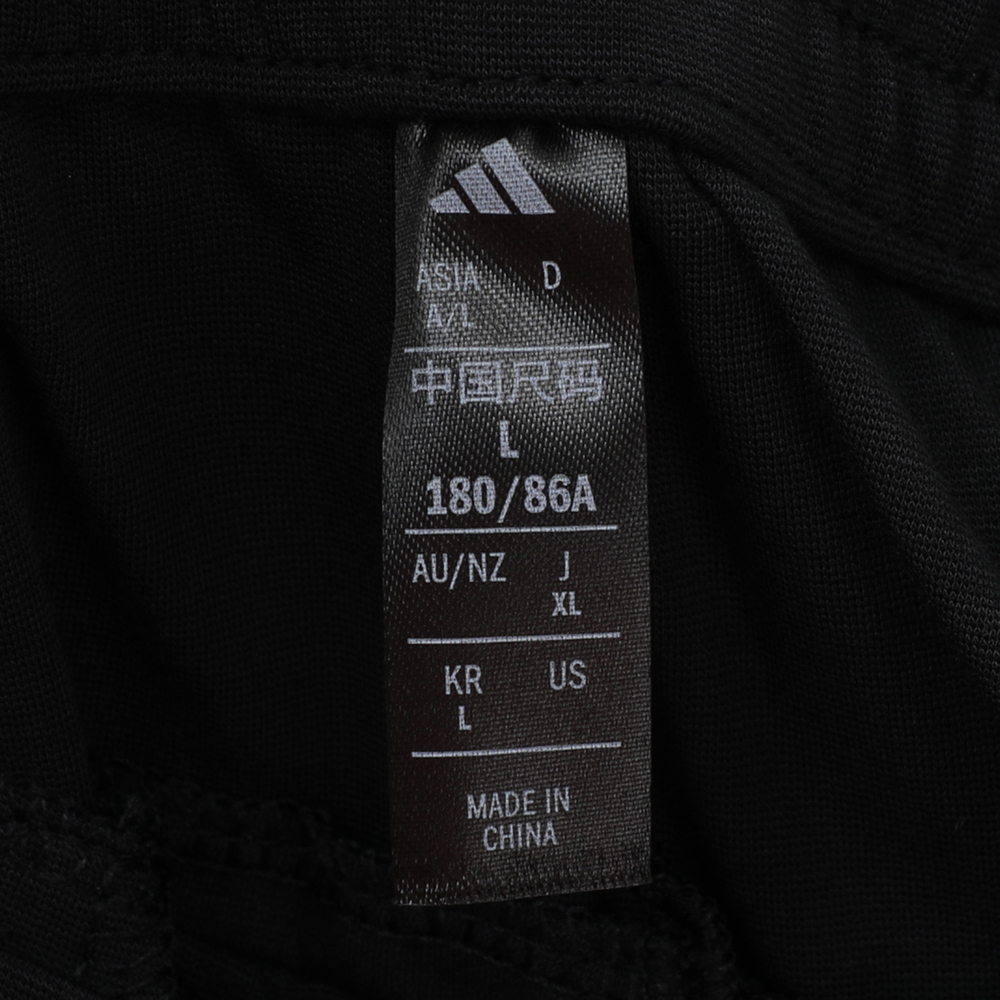 ASIA D
A/L
中国尺码
L
180/86A
AU/NZ J
XL
KR US
L
MADE IN
CHINA